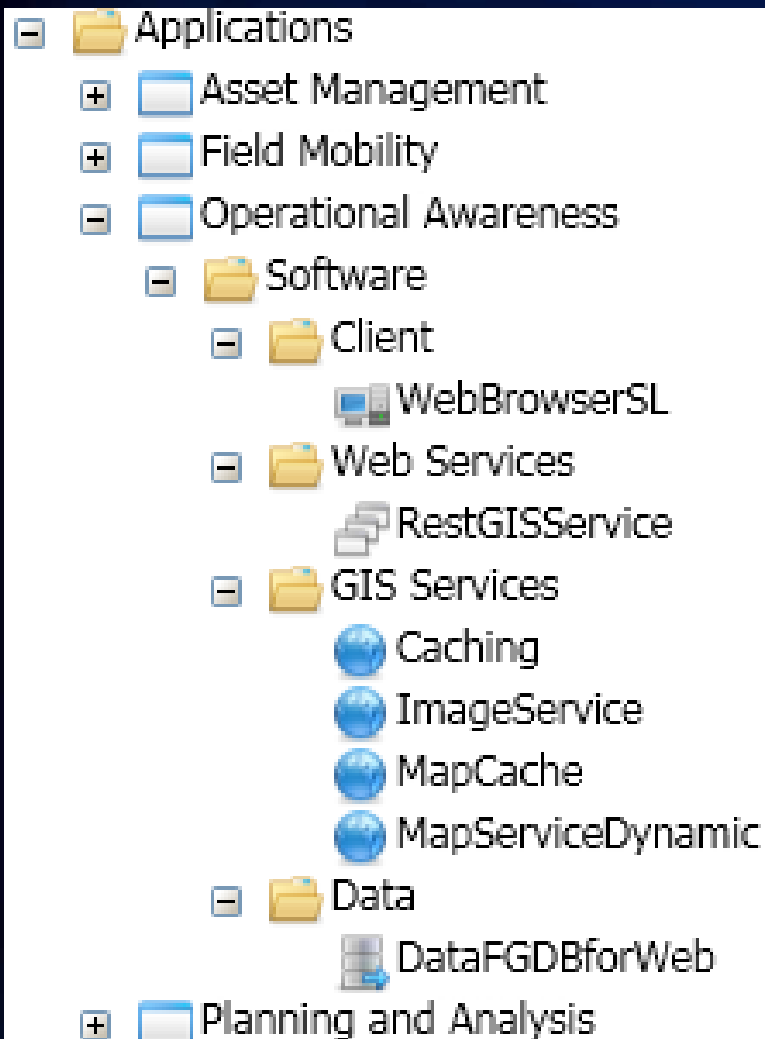 Applications
Asset Management
Field Mobility
Operational Awareness
Software
Client
WebBrowserSL
Web Services
RestGISService
GIS Services
Caching
ImageService
MapCache
MapServiceDynamic
Data
DataFGDBforWeb
Planning and Analysis